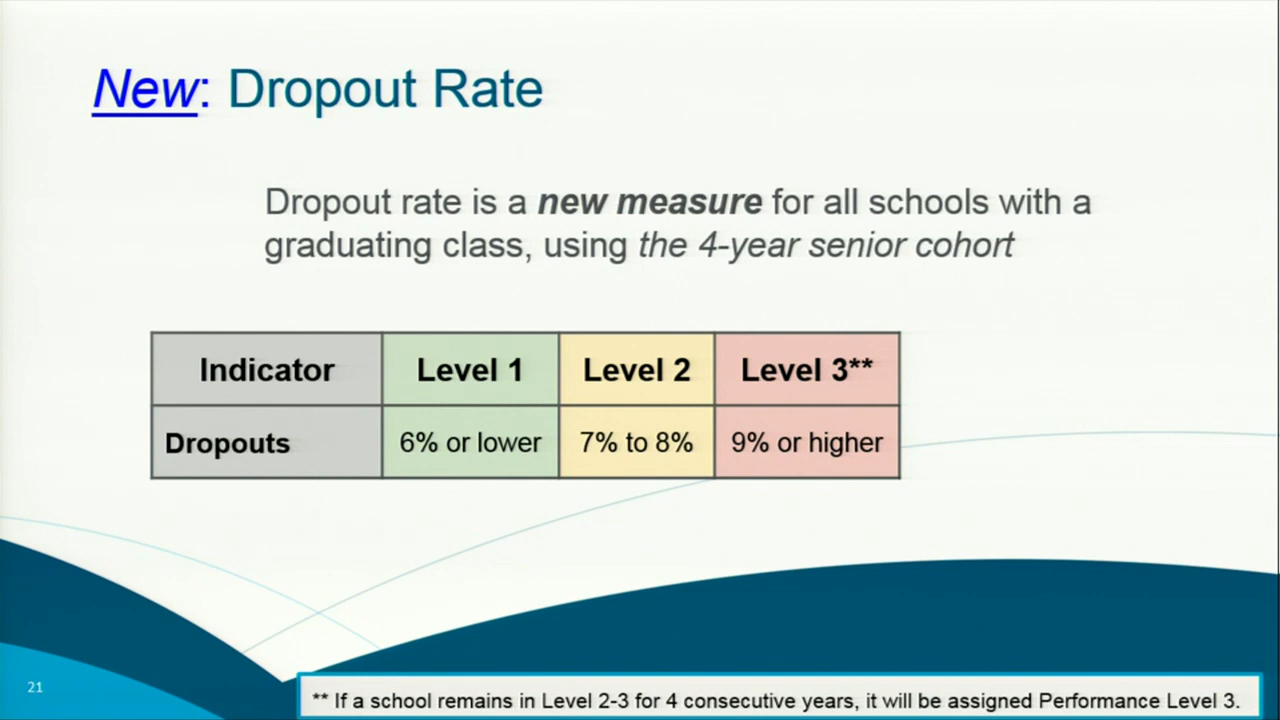 New: Dropout Rate
Dropout rate is a new measure for all schools with a
graduating class, using the 4-year senior cohort
Indicator Level 1 Level 2 Level 3**
Dropouts 6% or lower 7% to 8% 9% or higher
21
** If a school remains in Level 2-3 for 4 consecutive years, it will be assigned Performance Level 3.